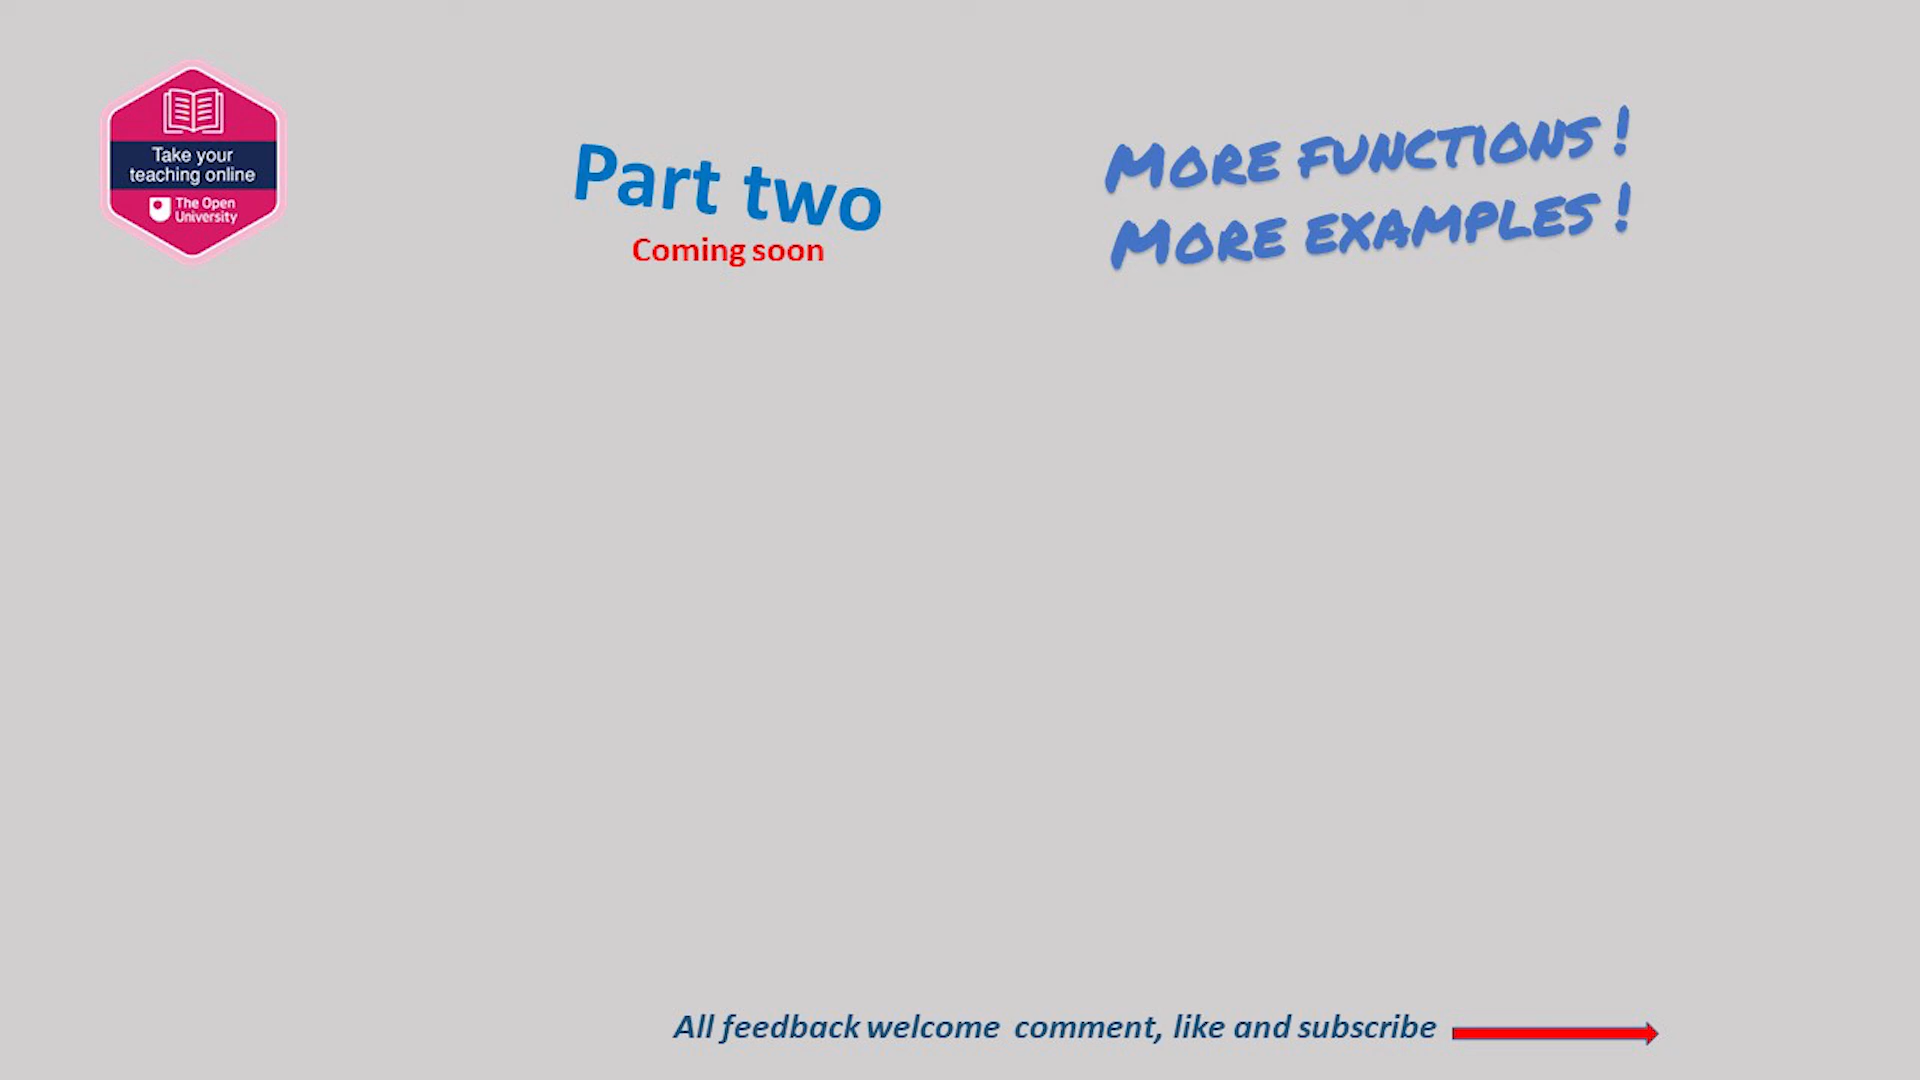 Take your
teaching online
The Open
University
Part two
Coming soon
MORE FUNCTIONS !
MORE EXAMPLES !
All feedback welcome comment, like and subscribe